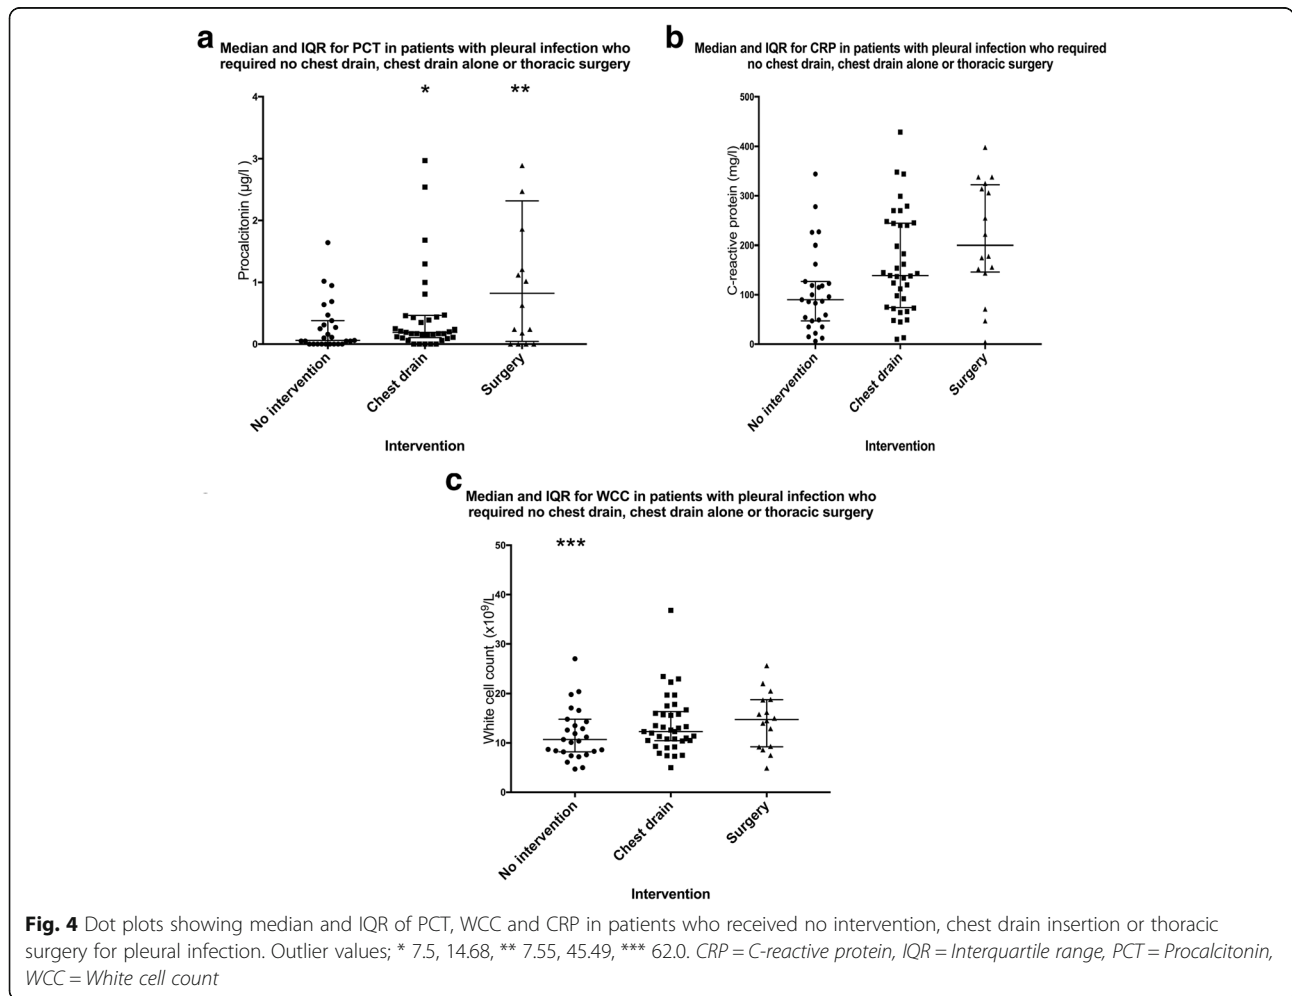 a
Median and IQR for PCT in patients with pleural infection who
required no chest drain, chest drain alone or thoracic surgery
* **
Procalcitonin (µg/l )
4
3
2
1
0
No intervention
Chest drain
Surgery
Intervention
b
Median and IQR for CRP in patients with pleural infection who required
no chest drain, chest drain alone or thoracic surgery
C-reactive protein (mg/l)
500
400
300
200
100
0
No intervention
Chest drain
Surgery
Intervention
c
Median and IQR for WCC in patients with pleural infection who
required no chest drain, chest drain alone or thoracic surgery
***
White cell count (x10⁹/L
50
40
30
20
10
0
No intervention
Chest drain
Surgery
Intervention
Fig. 4 Dot plots showing median and IQR of PCT, WCC and CRP in patients who received no intervention, chest drain insertion or thoracic
surgery for pleural infection. Outlier values; * 7.5, 14.68, ** 7.55, 45.49, *** 62.0. CRP = C-reactive protein, IQR = Interquartile range, PCT = Procalcitonin,
WCC = White cell count